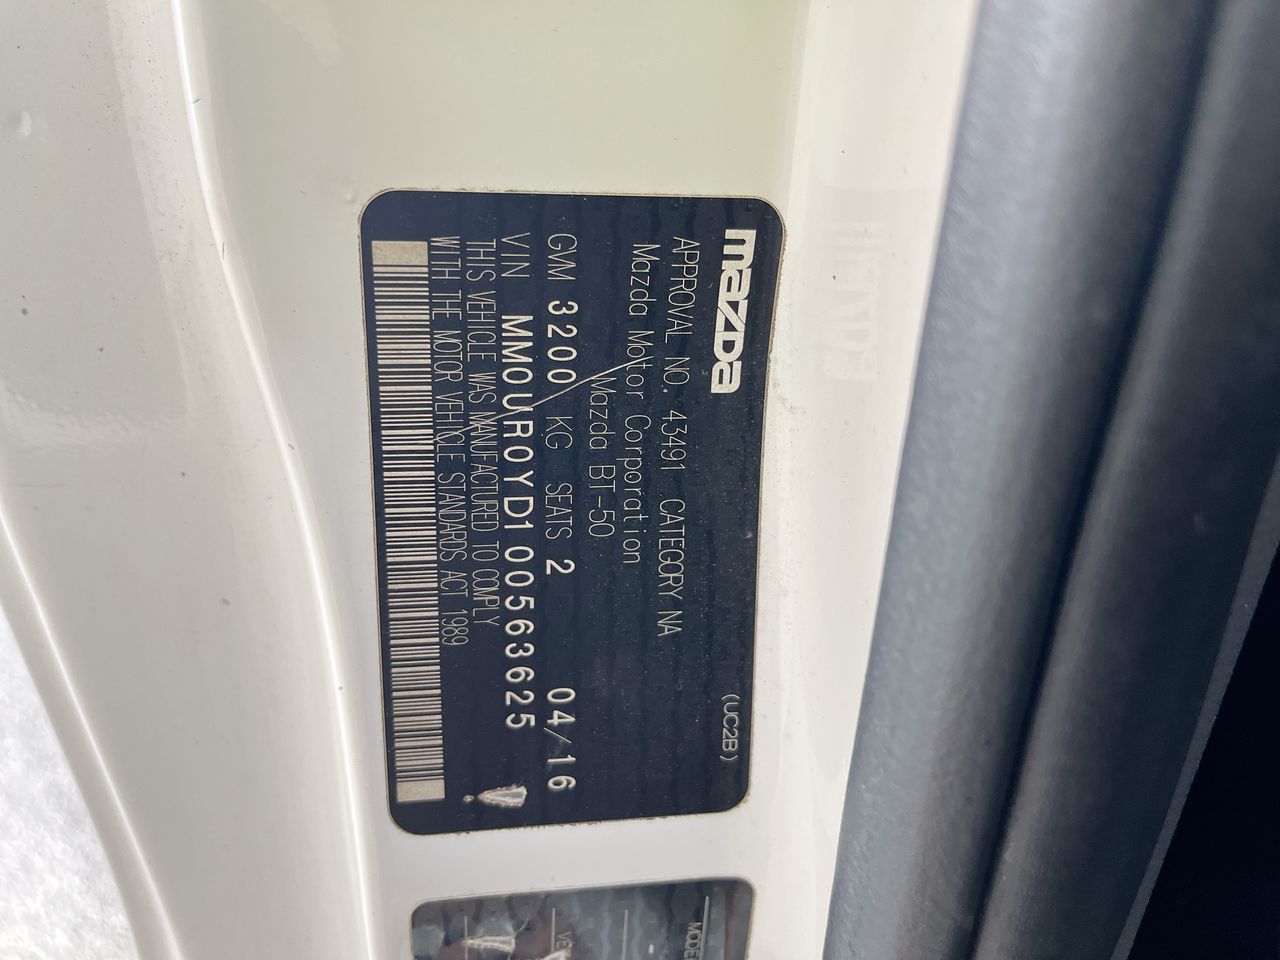 mazda
(UC2B)
APPROVAL NO. 43491 CATEGORY NA
Mazda Motor Corporation
Mazda BT-50
GVM 3200 KG SEATS 2 04/16
VIN MM0UR0YD100563625
THIS VEHICLE WAS MANUFACTURED TO COMPLY
WITH THE MOTOR VEHICLE STANDARDS ACT 1989